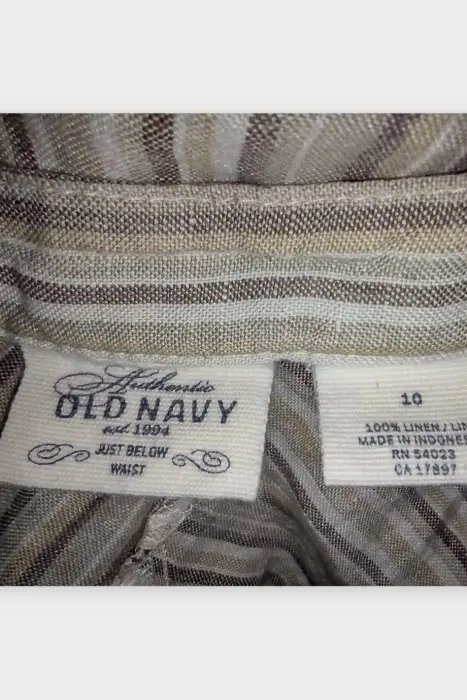 Authentic
OLD NAVY
est. 1994
JUST BELOW
WAIST
10
100% LINEN / LIN
MADE IN INDONES
RN 54023
CA 17897